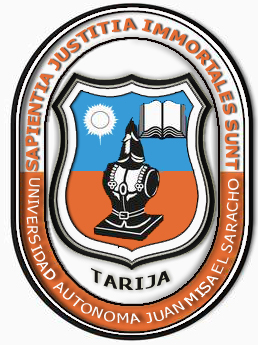 SAPIENTIA JUSTITIA IMMORTALES SUNT
TARIJA
UNIVERSIDAD AUTONOMA JUAN MISAEL SARACHO